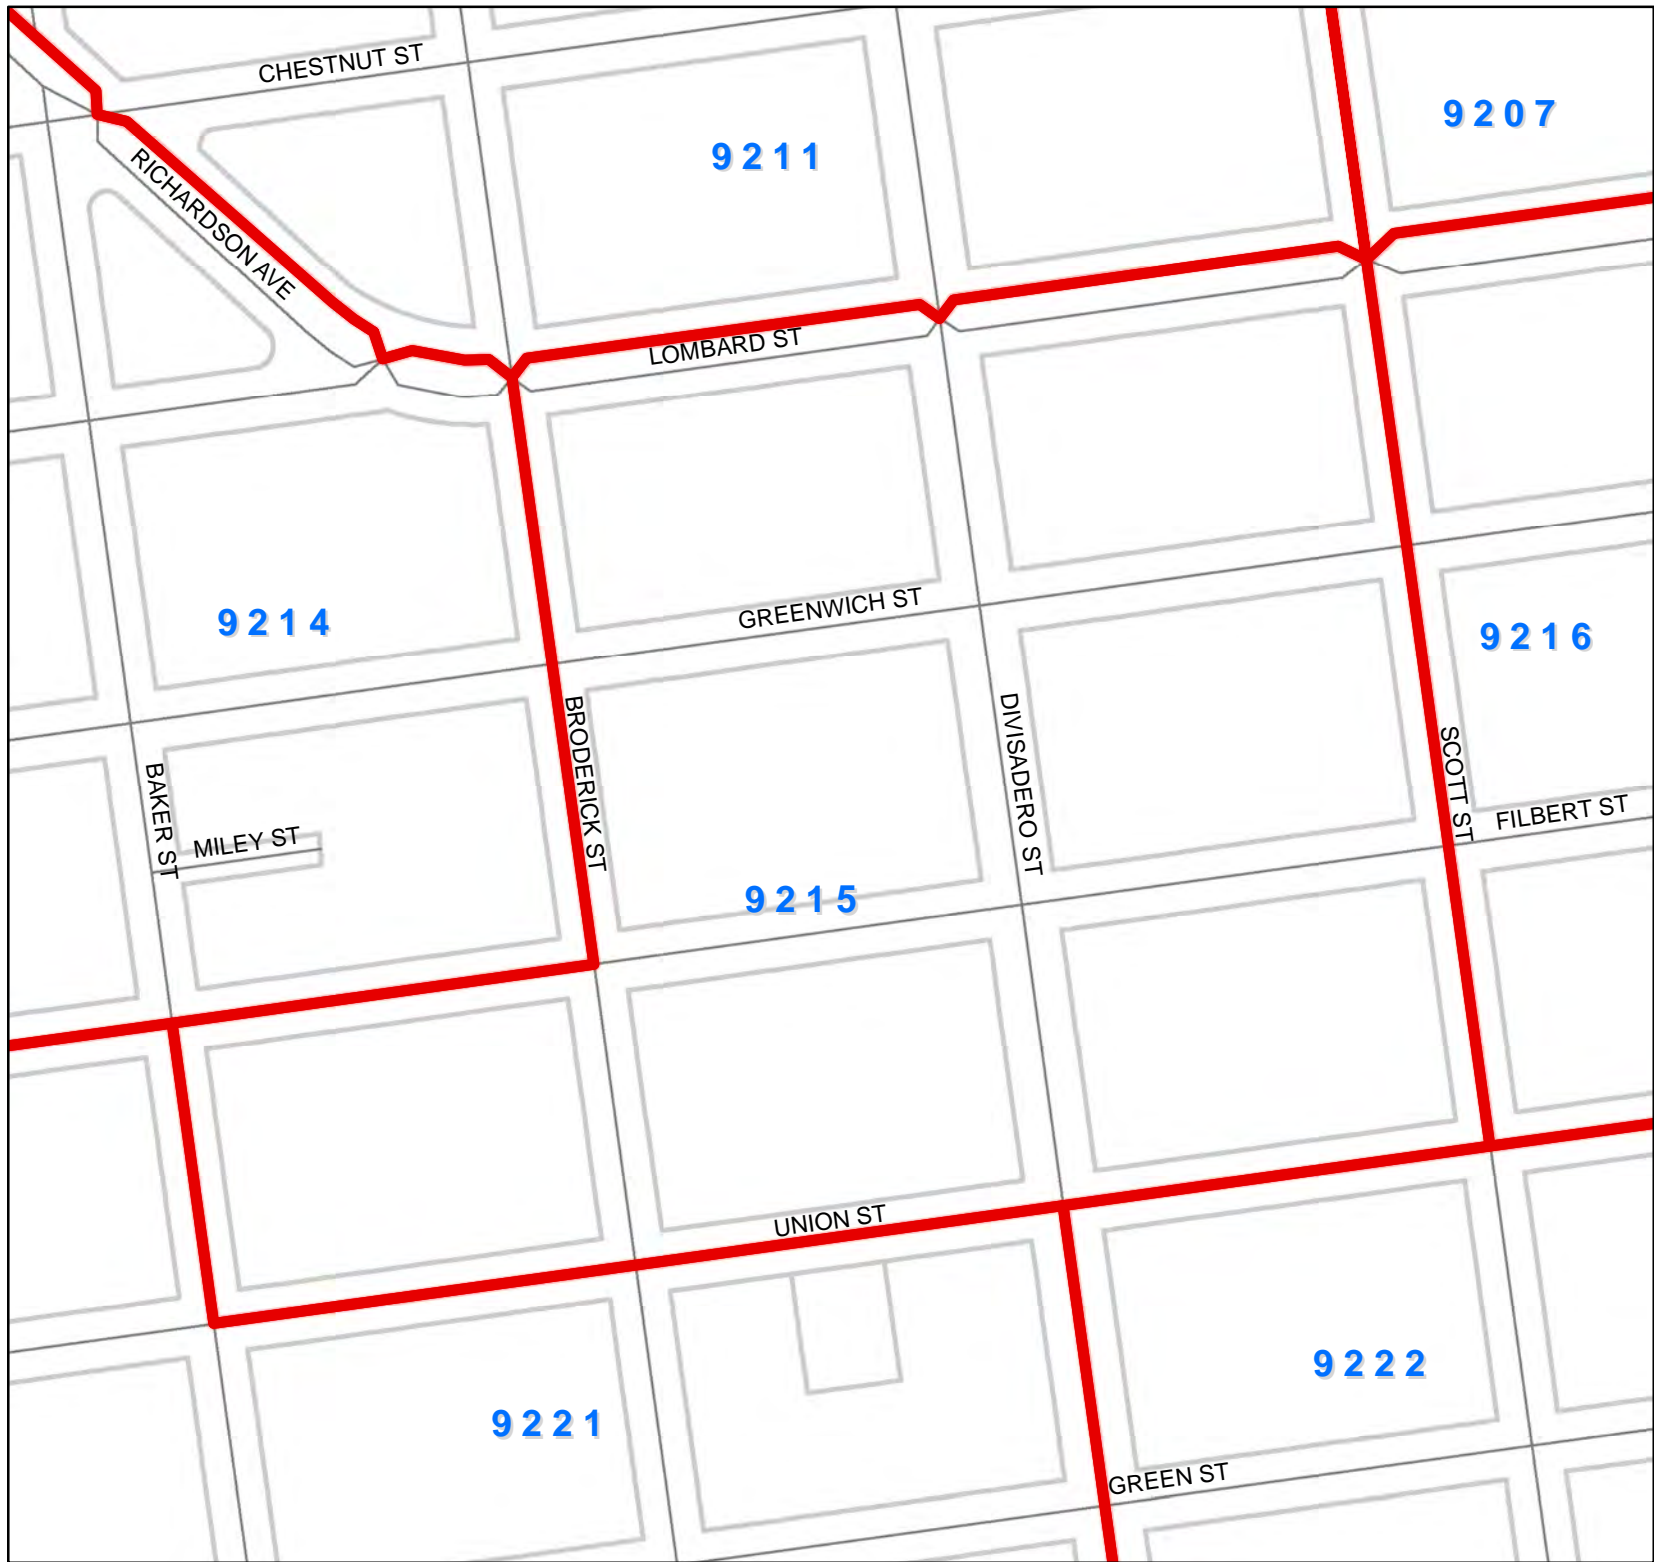 CHESTNUT ST
9207
9211
RICHARDSON AVE
LOMBARD ST
GREENWICH ST
9214
9216
BRODERICK ST
DIVISADERO ST
SCOTT ST
BAKER ST
FILBERT ST
MILEY ST
9215
UNION ST
9222
9221
GREEN ST